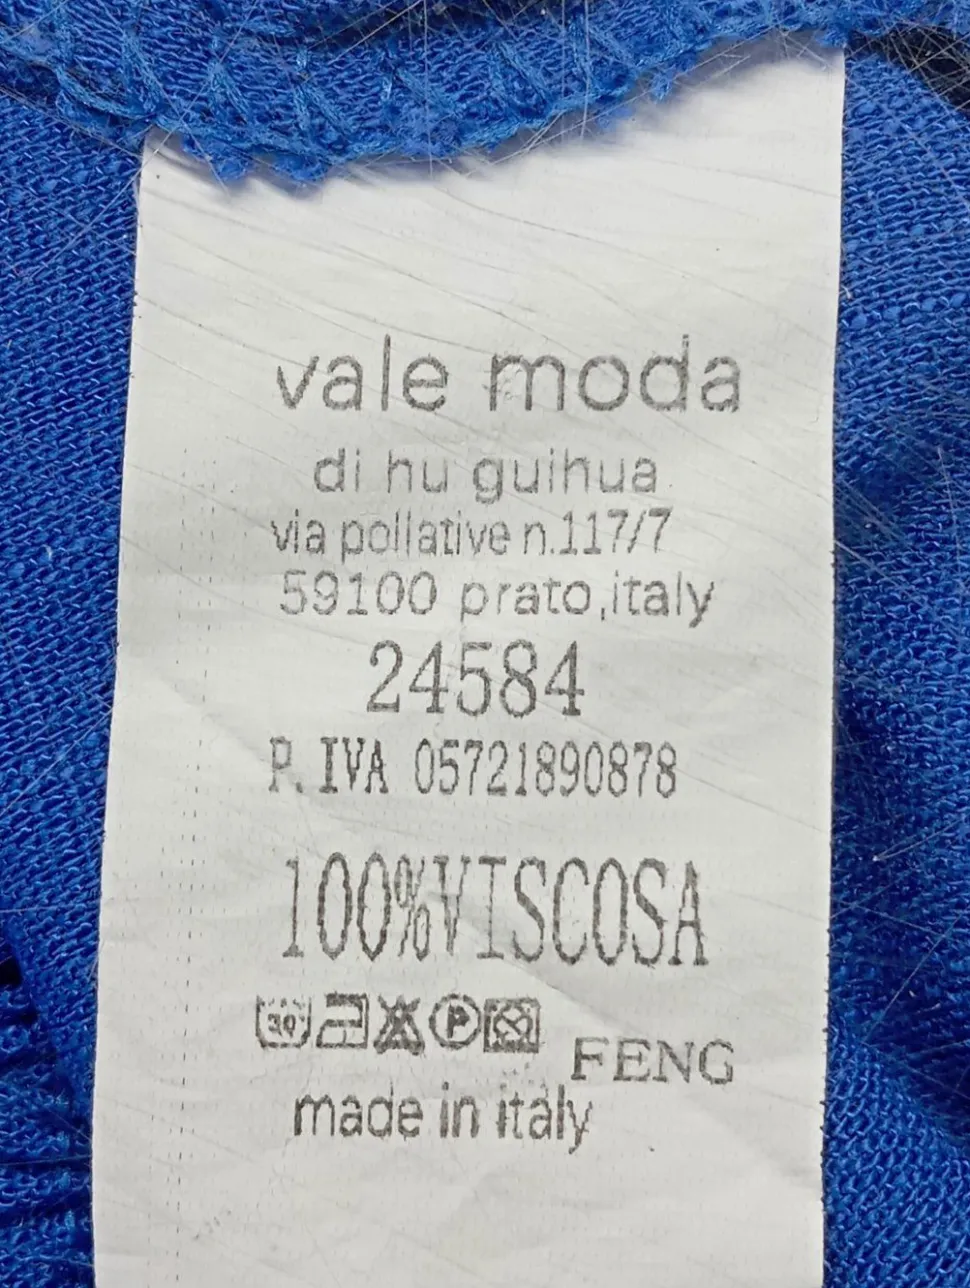 vale moda
di hu guihua
via pollative n.117/7
59100 prato,italy
24584
P.IVA 05721890878
100%VISCOSA
30 P
FENG
made in italy